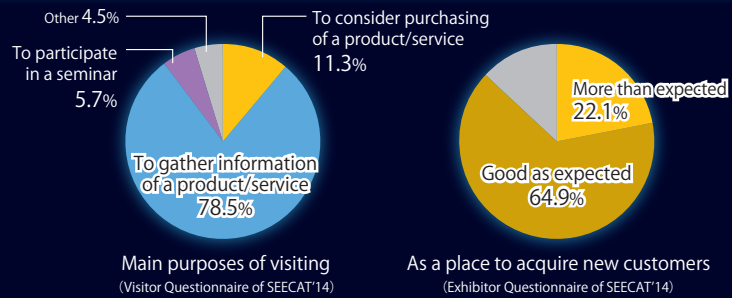 Other 4.5%
To participate
in a seminar
5.7%
To consider purchasing
of a product/service
11.3%
To gather information
of a product/service
78.5%
Main purposes of visiting
(Visitor Questionnaire of SEECAT'14)
More than expected
22.1%
Good as expected
64.9%
As a place to acquire new customers
(Exhibitor Questionnaire of SEECAT'14)